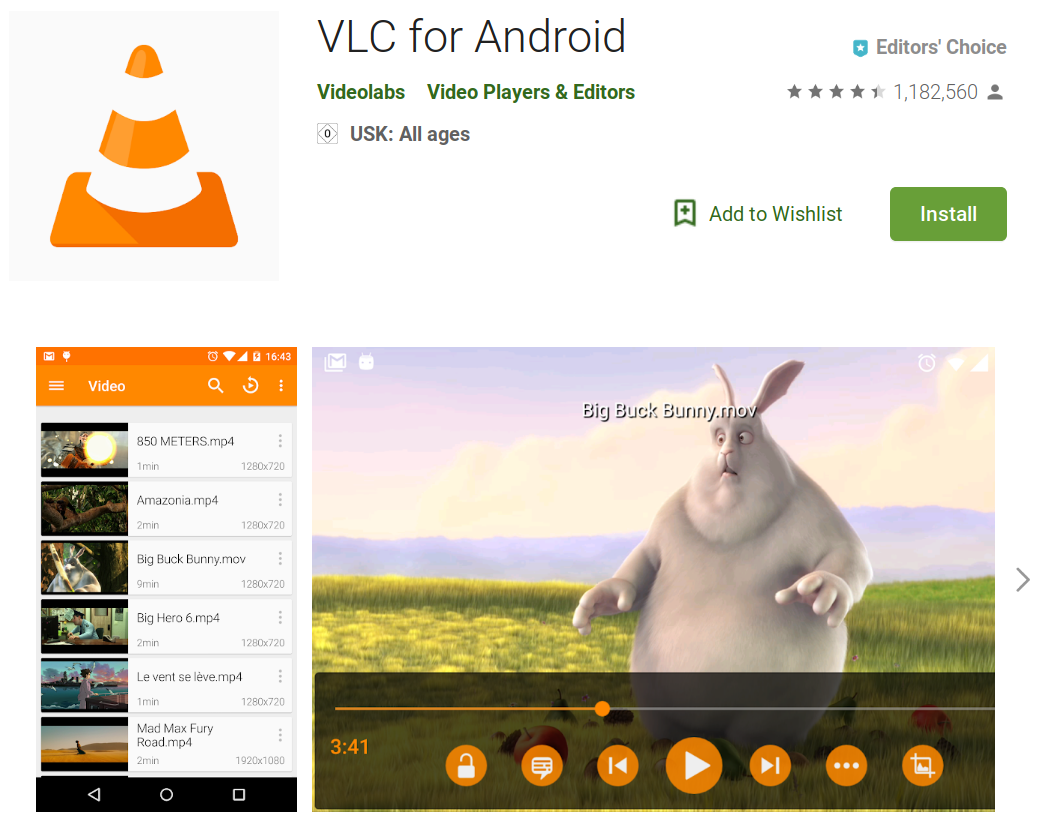 VLC for Android
Editors' Choice
Videolabs Video Players & Editors
1,182,560
0 USK: All ages
Add to Wishlist
Install
16:43
Video
850 METERS.mp4
1min 1280x720
Amazonia.mp4
2min 1280x720
Big Buck Bunny.mov
9min 1280x720
Big Hero 6.mp4
2min 1280x720
Le vent se lève.mp4
1min 1280x720
Mad Max Fury
Road.mp4
2min 1920x1080
Big Buck Bunny.mov
3:41